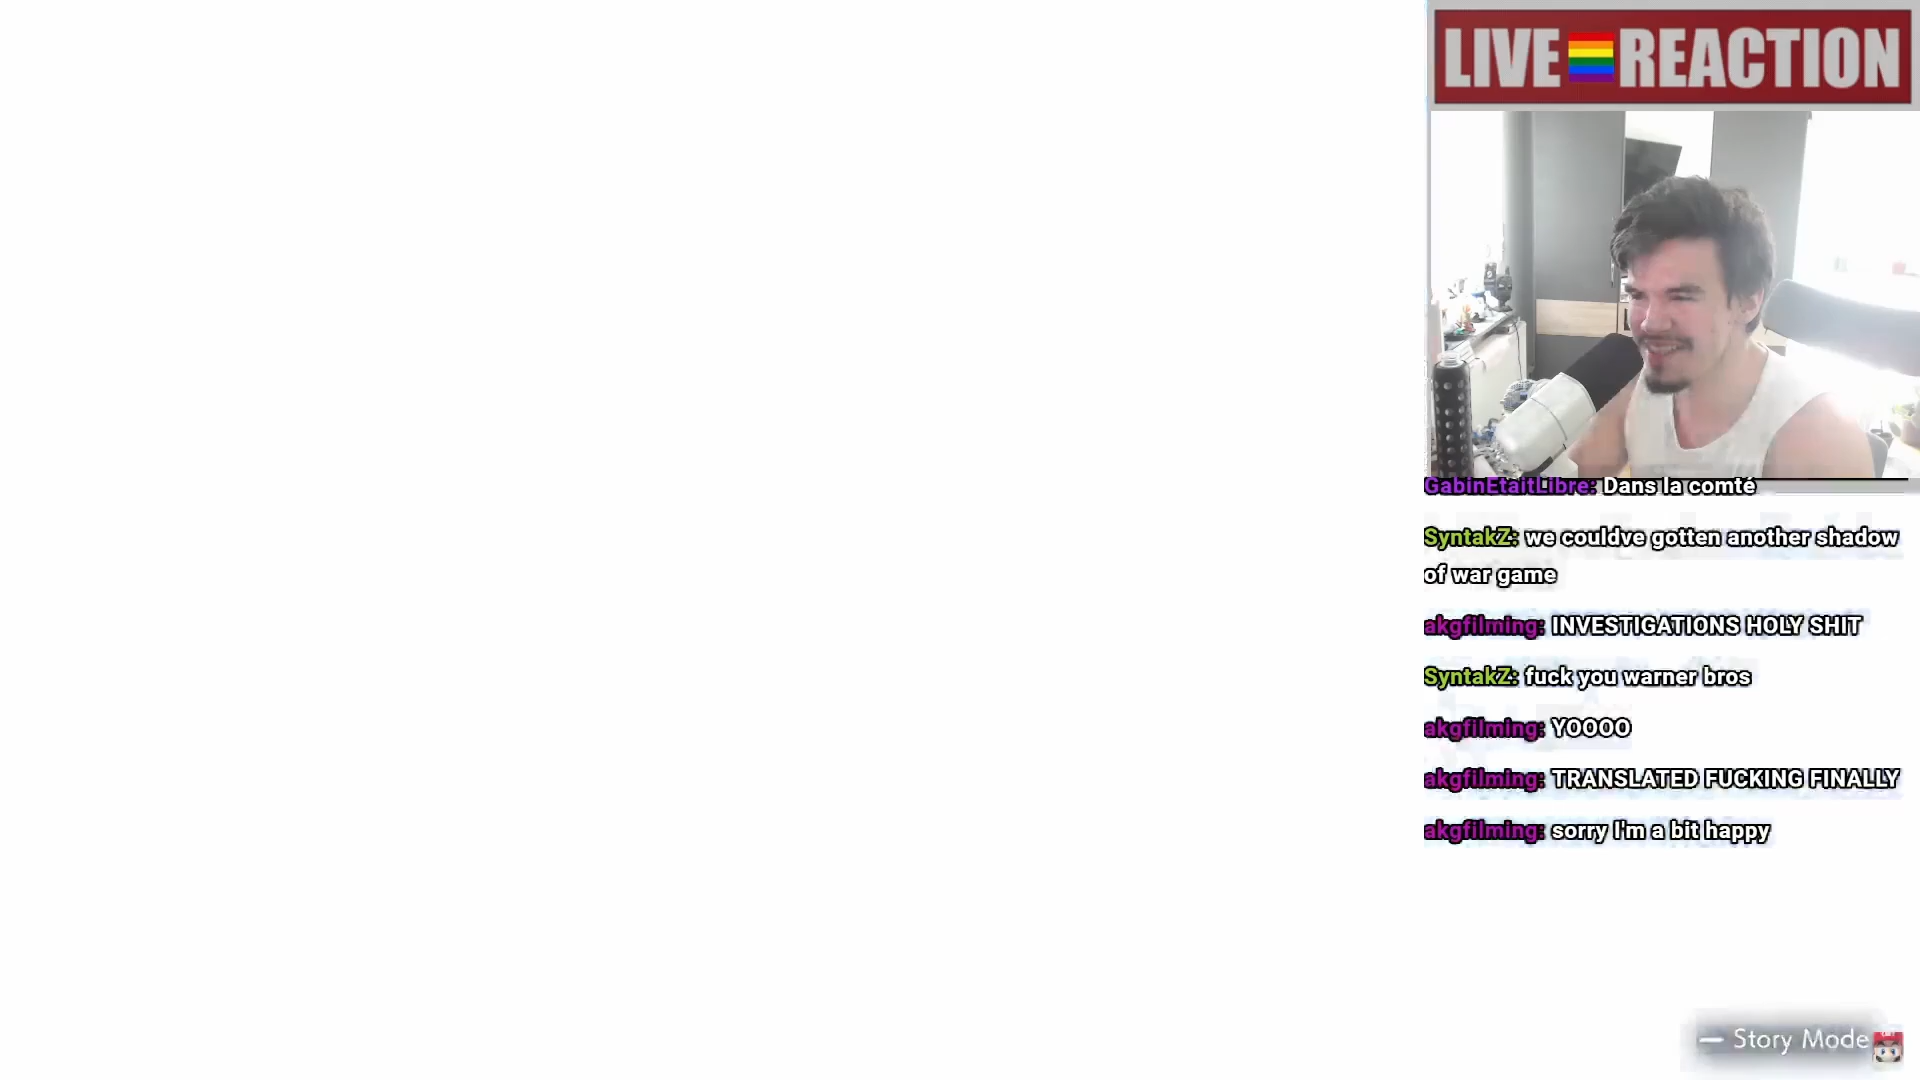 LIVE REACTION
GabinEtaitLibre: Dans la comté
SyntakZ: we couldve gotten another shadow
of war game
akgfilming: INVESTIGATIONS HOLY SHIT
SyntakZ: fuck you warner bros
akgfilming: YOOOO
akgfilming: TRANSLATED FUCKING FINALLY
akgfilming: sorry I'm a bit happy
— Story Mode